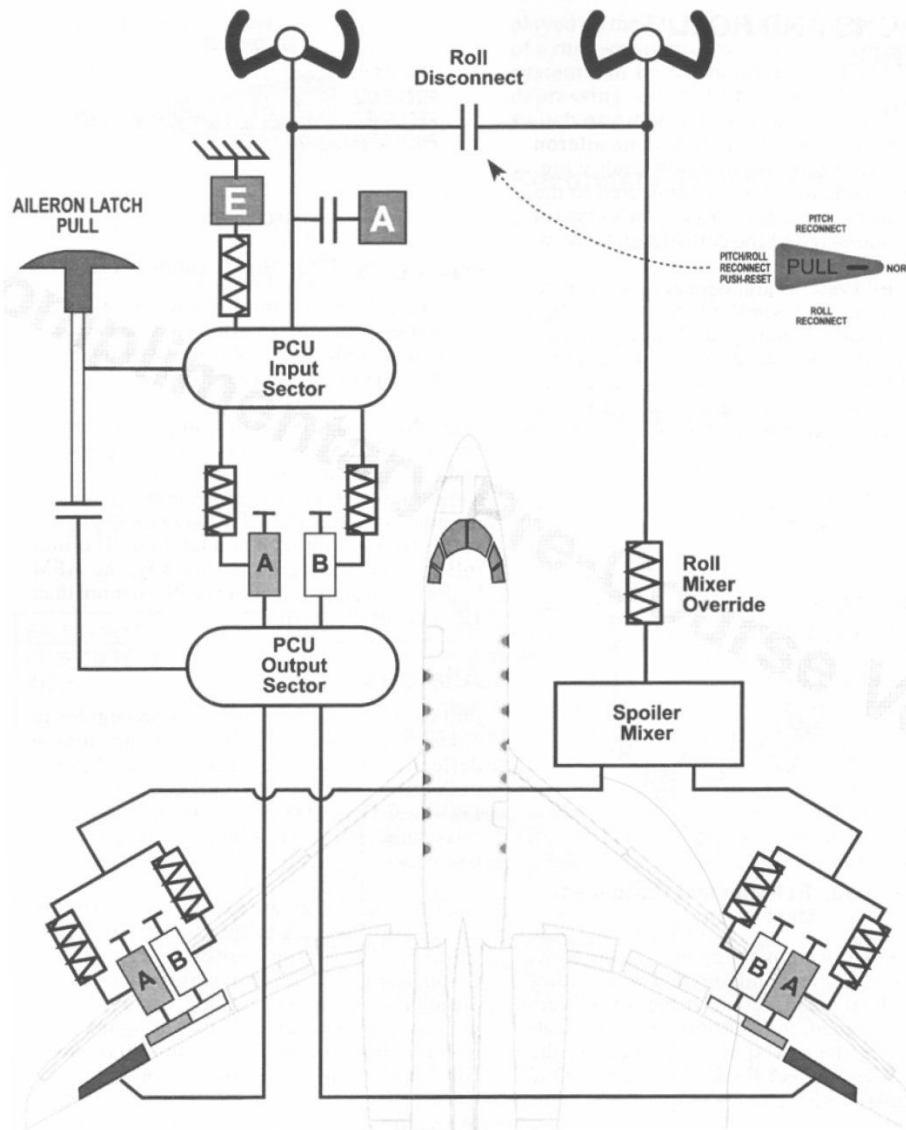 Roll
Disconnect
AILERON LATCH
PULL
E
A
PITCH
RECONNECT
PITCH/ROLL
RECONNECT
PUSH-RESET
PULL
NOR
ROLL
RECONNECT
PCU
Input
Sector
A
B
Roll
Mixer
Override
PCU
Output
Sector
Spoiler
Mixer
A
B
B
A